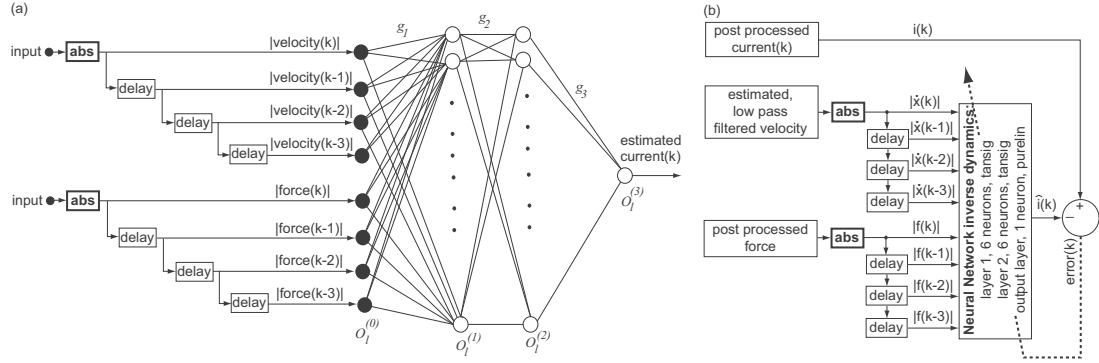 (a)
input
abs
|velocity(k)|
delay
|velocity(k-1)|
delay
|velocity(k-2)|
delay
|velocity(k-3)|
input
abs
|force(k)|
delay
|force(k-1)|
delay
|force(k-2)|
delay
|force(k-3)|
g1
g2
g3
estimated
current(k)
Ol(0)
Ol(1)
Ol(2)
Ol(3)
(b)
post processed
current(k)
i(k)
estimated,
low pass
filtered velocity
abs
|ẋ(k)|
delay
|ẋ(k-1)|
delay
|ẋ(k-2)|
delay
|ẋ(k-3)|
post processed
force
abs
|f(k)|
delay
|f(k-1)|
delay
|f(k-2)|
delay
|f(k-3)|
Neural Network inverse dynamics:
layer 1, 6 neurons, tansig
layer 2, 6 neurons, tansig
output layer, 1 neuron, purelin
î(k)
+
−
error(k)